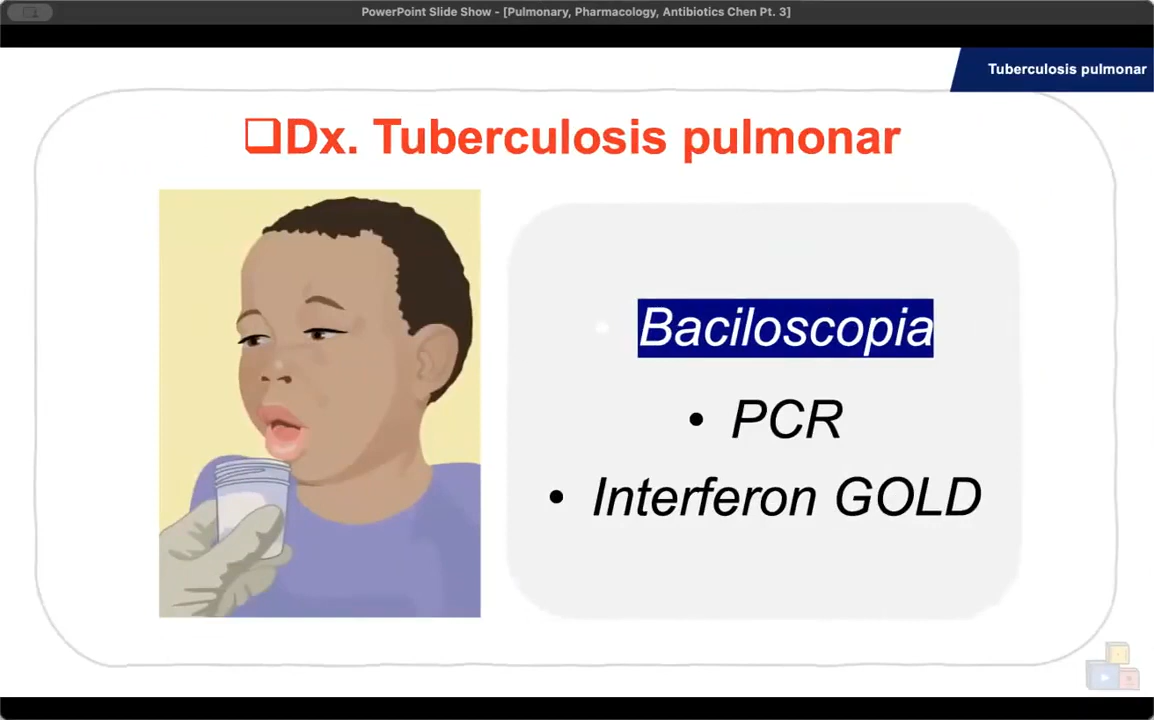 PowerPoint Slide Show - [Pulmonary, Pharmacology, Antibiotics Chen Pt. 3]
Tuberculosis pulmonar
❑Dx. Tuberculosis pulmonar
• Baciloscopia
• PCR
• Interferon GOLD